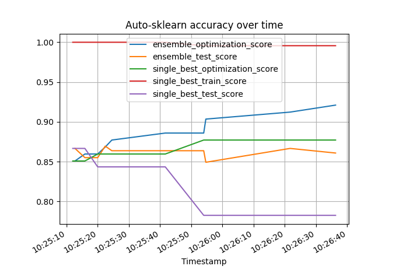 Auto-sklearn accuracy over time
1.00
0.95
0.90
0.85
0.80
ensemble_optimization_score
ensemble_test_score
single_best_optimization_score
single_best_train_score
single_best_test_score
10:25:10
10:25:20
10:25:30
10:25:40
10:25:50
10:26:00
10:26:10
10:26:20
10:26:30
10:26:40
Timestamp